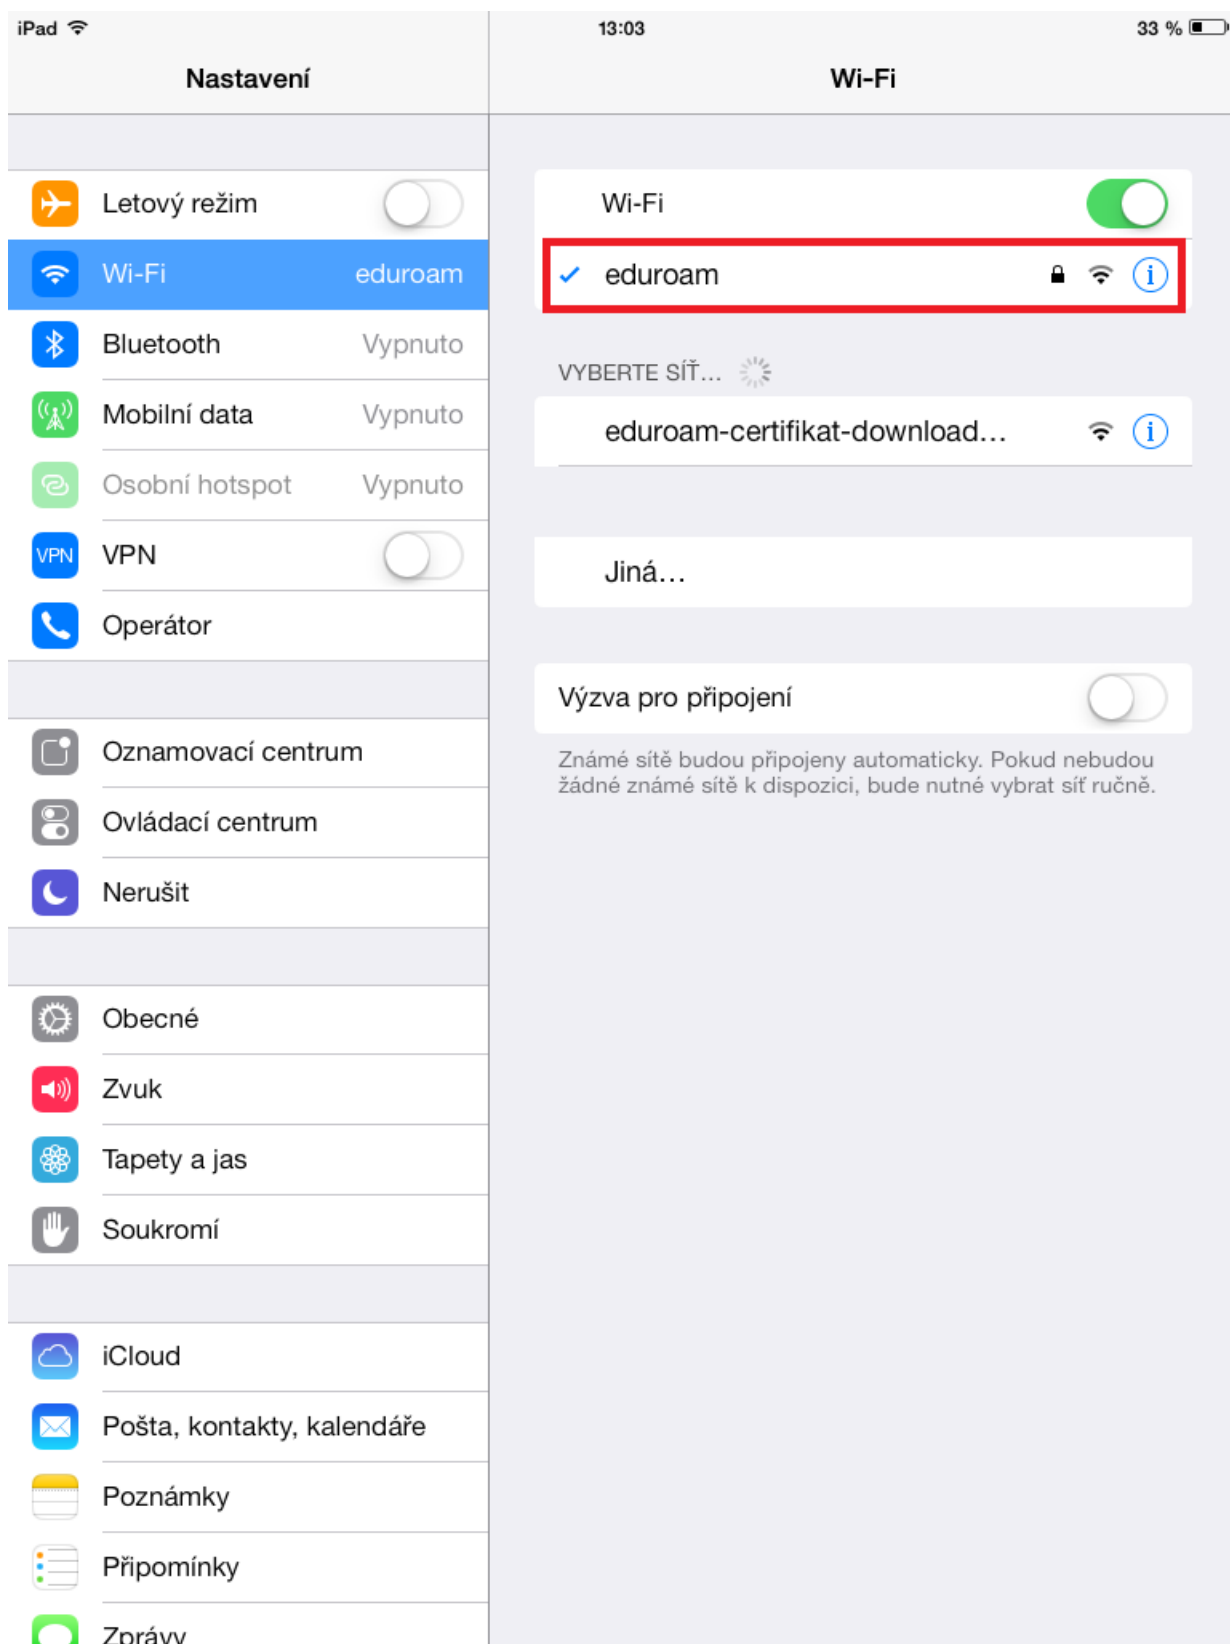 iPad
13:03
33 %
Nastavení
Wi-Fi
Letový režim
Wi-Fi eduroam
Bluetooth Vypnuto
Mobilní data Vypnuto
Osobní hotspot Vypnuto
VPN VPN
Operátor
Oznamovací centrum
Ovládací centrum
Nerušit
Obecné
Zvuk
Tapety a jas
Soukromí
iCloud
Pošta, kontakty, kalendáře
Poznámky
Připomínky
Zprávy
Wi-Fi
eduroam
VYBERTE SÍŤ...
eduroam-certifikat-download...
Jiná...
Výzva pro připojení
Známé sítě budou připojeny automaticky. Pokud nebudou
žádné známé sítě k dispozici, bude nutné vybrat síť ručně.